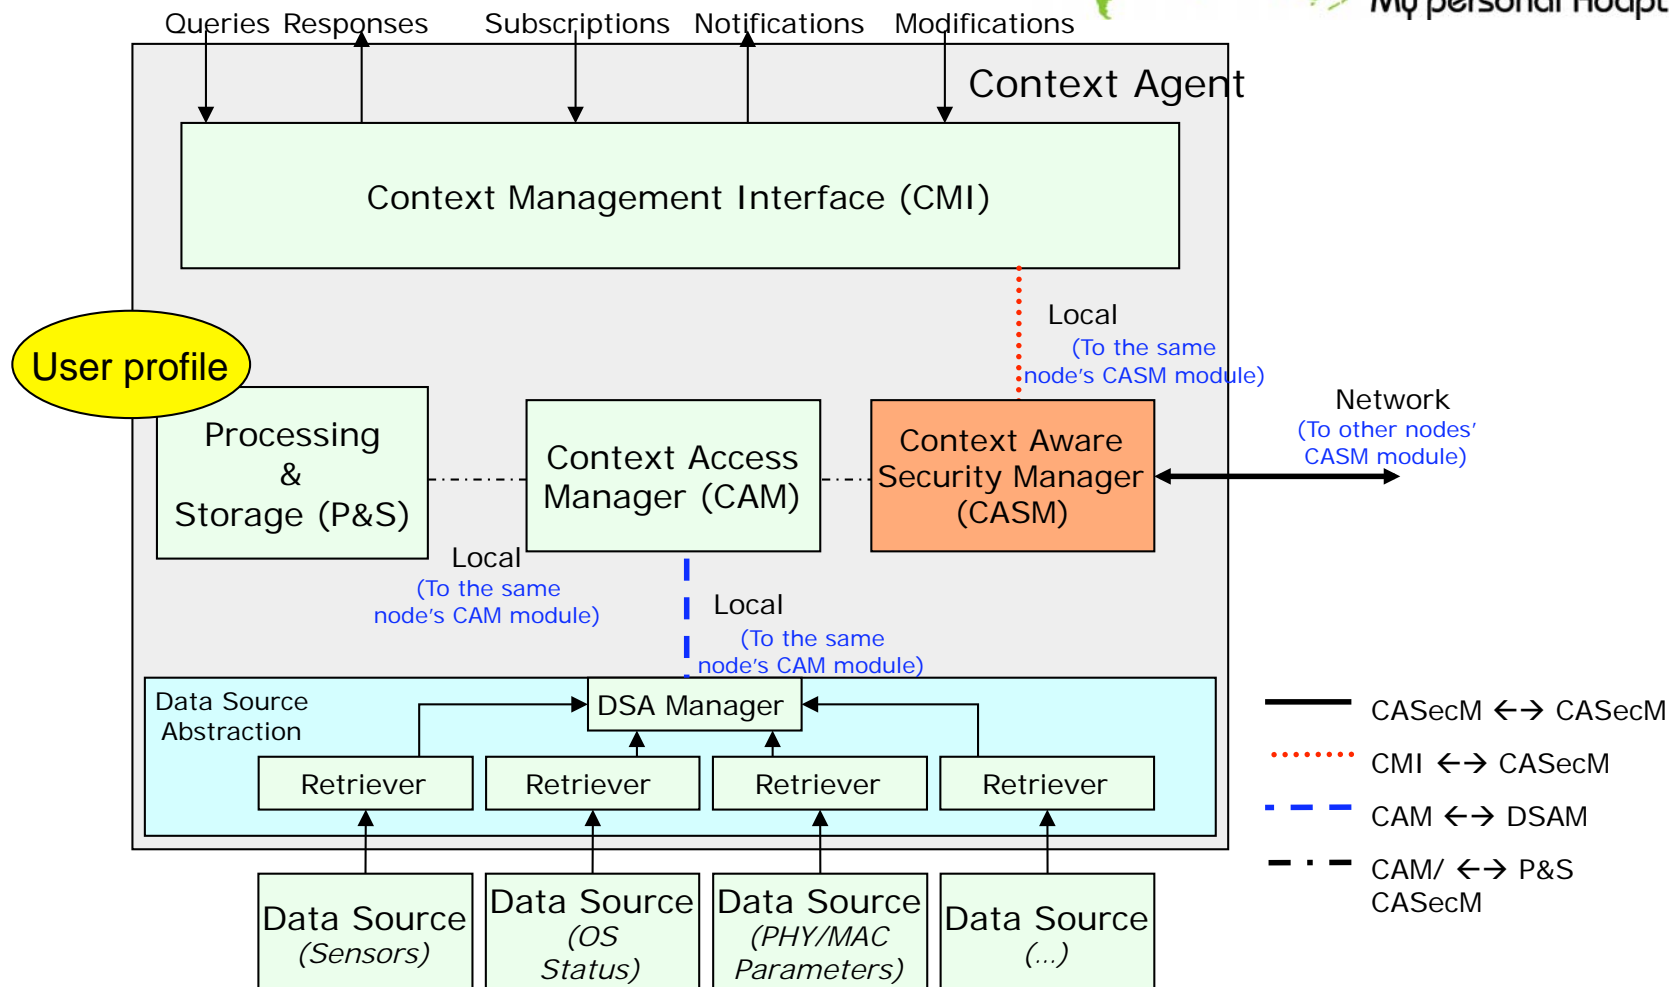 My personal Adapt
Queries Responses Subscriptions Notifications Modifications
Context Agent
Context Management Interface (CMI)
Local
(To the same
node's CASM module)
User profile
Processing
&
Storage (P&S)
Context Access
Manager (CAM)
Context Aware
Security Manager
(CASM)
Network
(To other nodes'
CASM module)
Local
(To the same
node's CAM module)
Local
(To the same
node's CAM module)
Data Source
Abstraction
DSA Manager
Retriever
Retriever
Retriever
Retriever
Data Source
(Sensors)
Data Source
(OS
Status)
Data Source
(PHY/MAC
Parameters)
Data Source
(...)
CASecM ←→ CASecM
CMI ←→ CASecM
CAM ←→ DSAM
CAM/ ←→ P&S
CASecM